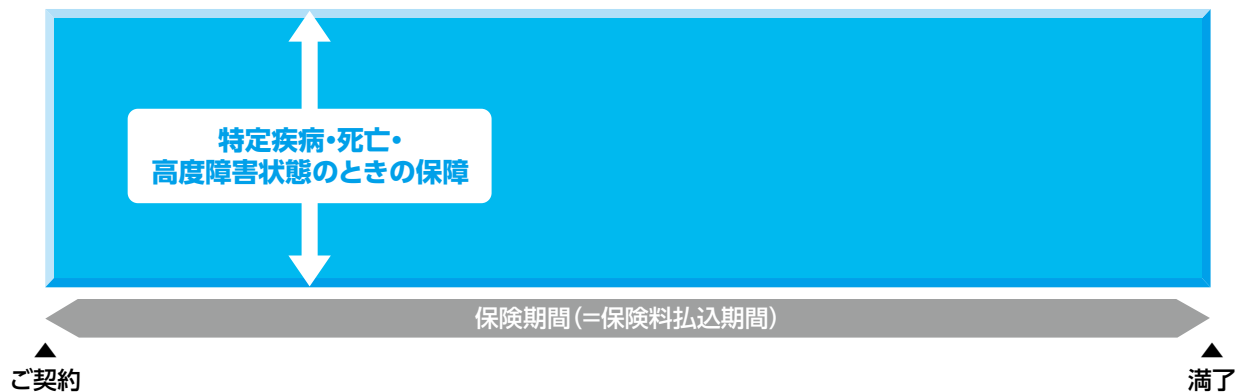 特定疾病・死亡・
高度障害状態のときの保障
保険期間（＝保険料払込期間）
▲
ご契約
▲
満了